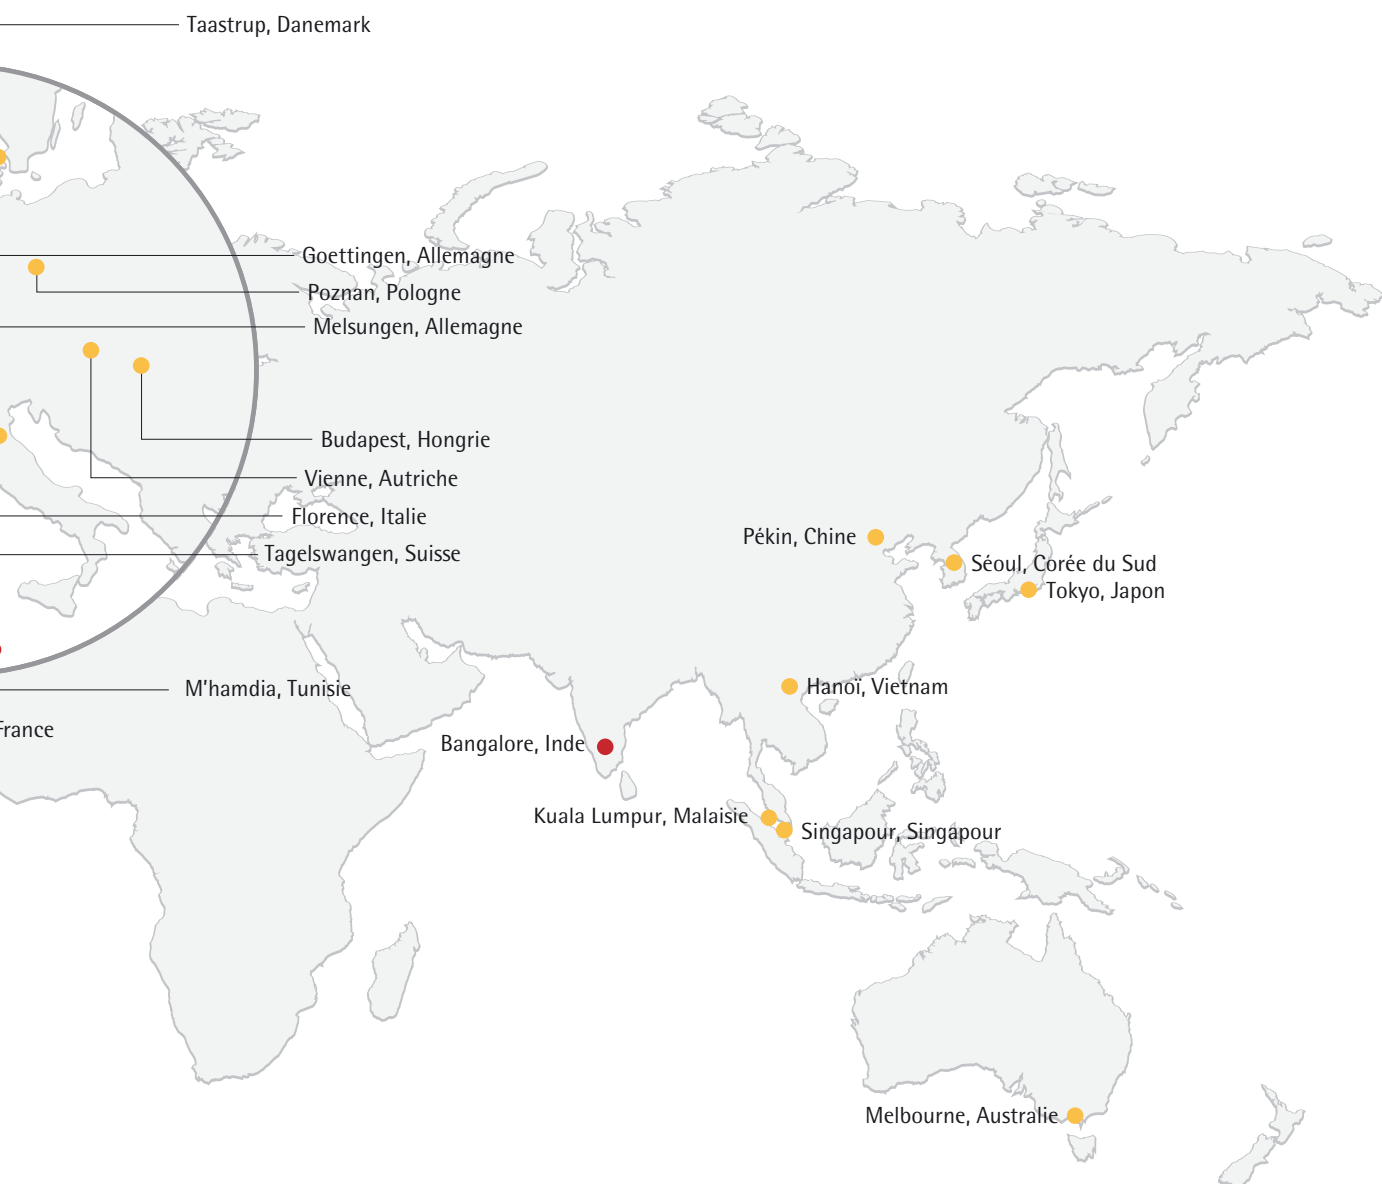 Taastrup, Danemark
Goettingen, Allemagne
Poznan, Pologne
Melsungen, Allemagne
Budapest, Hongrie
Vienne, Autriche
Florence, Italie
Tagelswangen, Suisse
Pékin, Chine
Séoul, Corée du Sud
Tokyo, Japon
M'hamdia, Tunisie
Hanoï, Vietnam
France
Bangalore, Inde
Kuala Lumpur, Malaisie
Singapour, Singapour
Melbourne, Australie